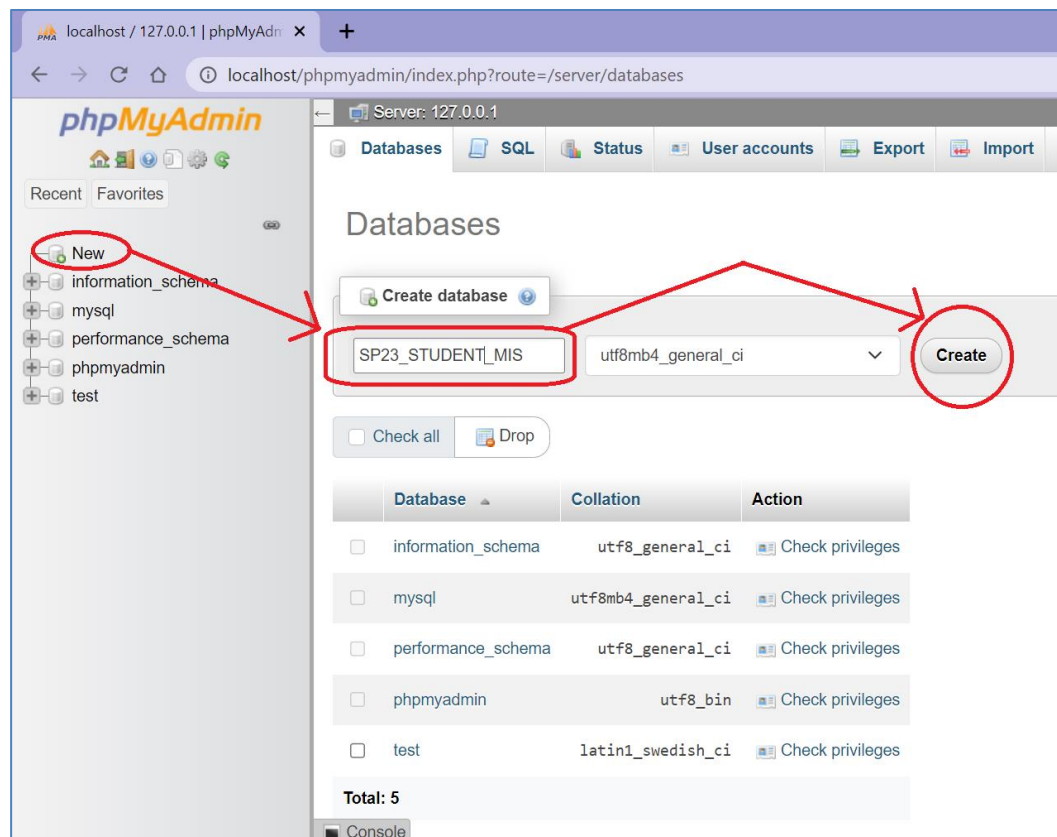 localhost / 127.0.0.1 | phpMyAdm
PMA
localhost/phpmyadmin/index.php?route=/server/databases
phpMyAdmin
Recent Favorites
New
information_schema
mysql
performance_schema
phpmyadmin
test
Server: 127.0.0.1
Databases SQL Status User accounts Export Import
Databases
Create database
SP23_STUDENT_MIS utf8mb4_general_ci Create
Check all Drop
Database Collation Action
information_schema utf8_general_ci Check privileges
mysql utf8mb4_general_ci Check privileges
performance_schema utf8_general_ci Check privileges
phpmyadmin utf8_bin Check privileges
test latin1_swedish_ci Check privileges
Total: 5
Console